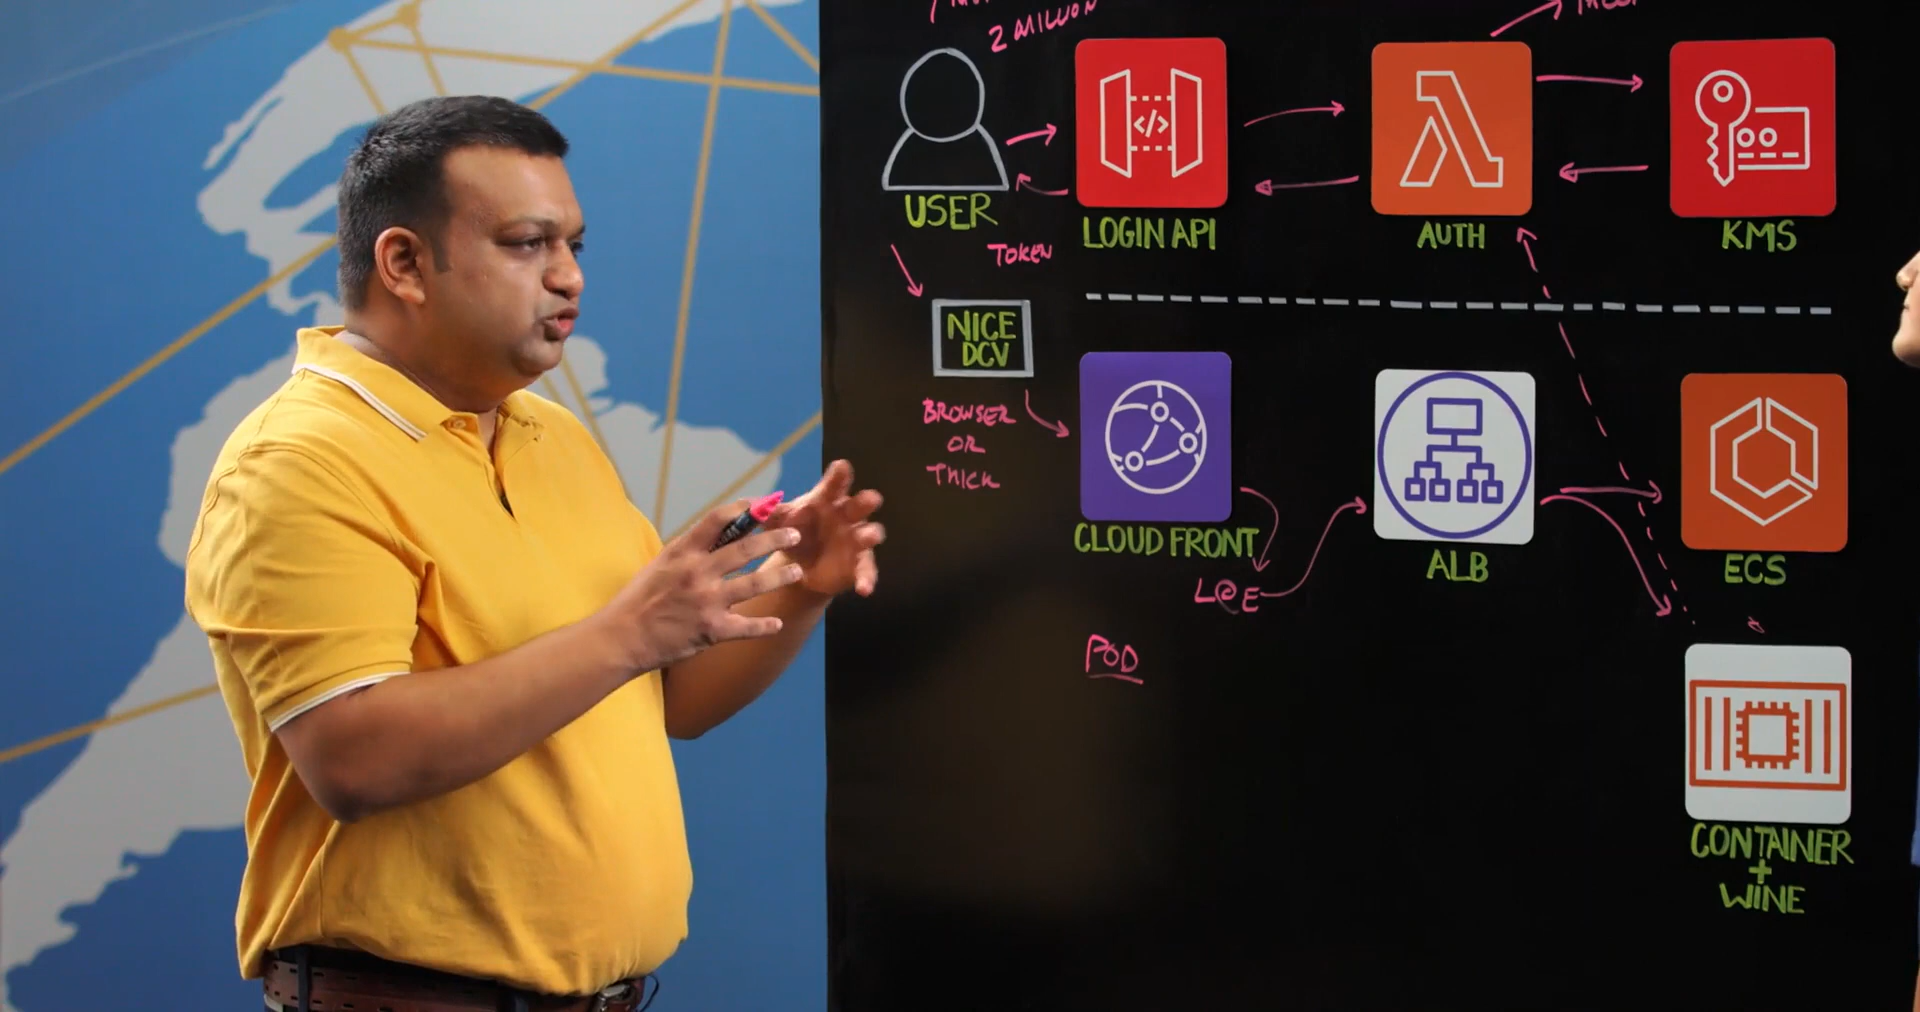 2 MILLION
</>
USER
LOGIN API
AUTH
KMS
TOKEN
NICE
DCV
BROWSER
OR
THICK
CLOUD FRONT
ALB
ECS
L@E
POD
CONTAINER
+
WINE